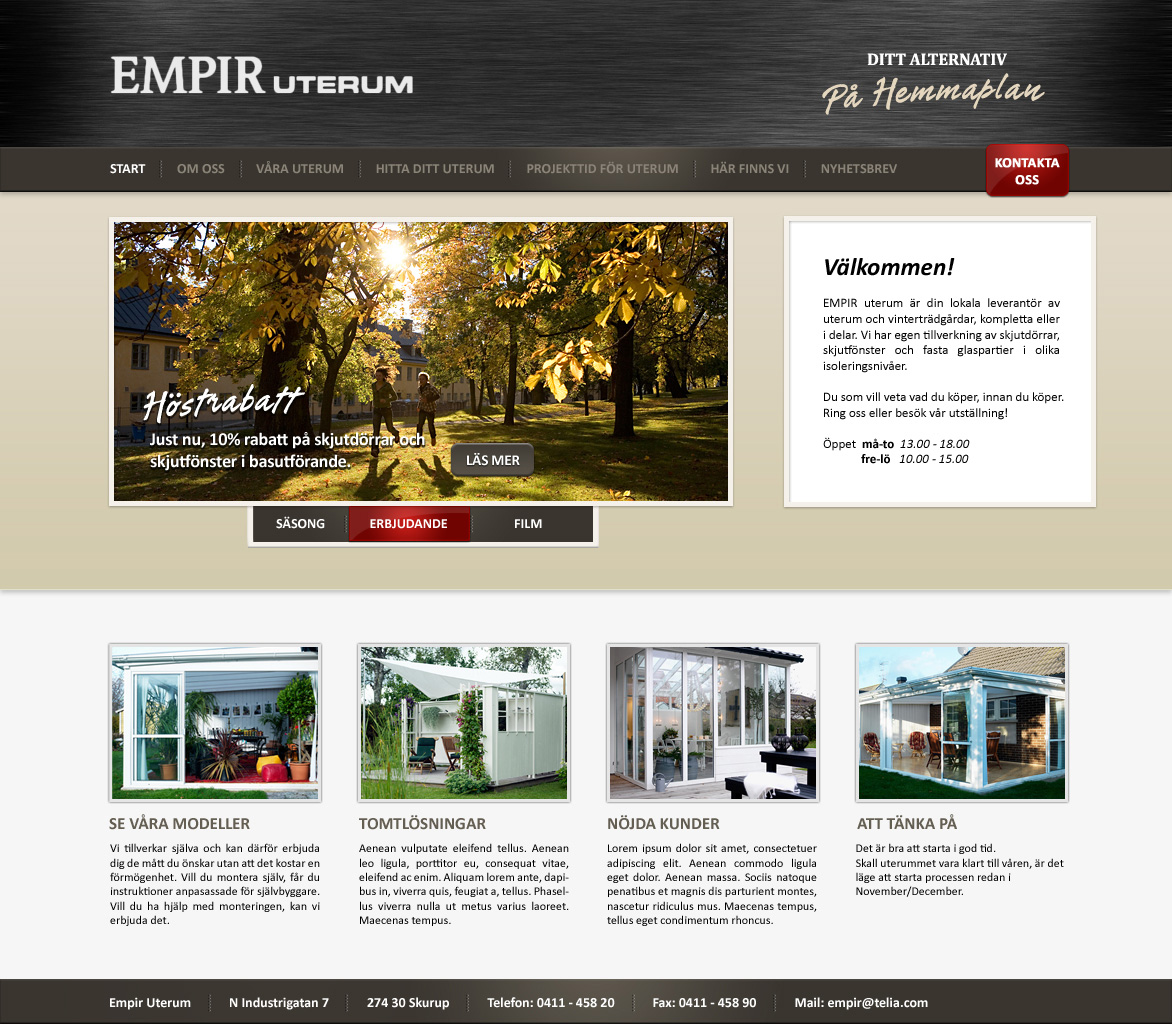 EMPIR UTERUM
DITT ALTERNATIV
På Hemmaplan
START
OM OSS
VÅRA UTERUM
HITTA DITT UTERUM
PROJEKTTID FÖR UTERUM
HÄR FINNS VI
NYHETSBREV
KONTAKTA
OSS
Höstrabatt
Just nu, 10% rabatt på skjutdörrar och
skjutfönster i basutförande.
LÄS MER
SÄSONG
ERBJUDANDE
FILM
Välkommen!
EMPIR uterum är din lokala leverantör av
uterum och vinterträdgårdar, kompletta eller
i delar. Vi har egen tillverkning av skjutdörrar,
skjutfönster och fasta glaspartier i olika
isoleringsnivåer.
Du som vill veta vad du köper, innan du köper.
Ring oss eller besök vår utställning!
Öppet må-to 13.00 - 18.00
fre-lö 10.00 - 15.00
SE VÅRA MODELLER
Vi tillverkar själva och kan därför erbjuda
dig de mått du önskar utan att det kostar en
förmögenhet. Vill du montera själv, får du
instruktioner anpasassade för självbyggare.
Vill du ha hjälp med monteringen, kan vi
erbjuda det.
TOMTLÖSNINGAR
Aenean vulputate eleifend tellus. Aenean
leo ligula, porttitor eu, consequat vitae,
eleifend ac enim. Aliquam lorem ante, dapi-
bus in, viverra quis, feugiat a, tellus. Phasel-
lus viverra nulla ut metus varius laoreet.
Maecenas tempus.
NÖJDA KUNDER
Lorem ipsum dolor sit amet, consectetuer
adipiscing elit. Aenean commodo ligula
eget dolor. Aenean massa. Sociis natoque
penatibus et magnis dis parturient montes,
nascetur ridiculus mus. Maecenas tempus,
tellus eget condimentum rhoncus.
ATT TÄNKA PÅ
Det är bra att starta i god tid.
Skall uterummet vara klart till våren, är det
läge att starta processen redan i
November/December.
Empir Uterum
N Industrigatan 7
274 30 Skurup
Telefon: 0411 - 458 20
Fax: 0411 - 458 90
Mail: empir@telia.com